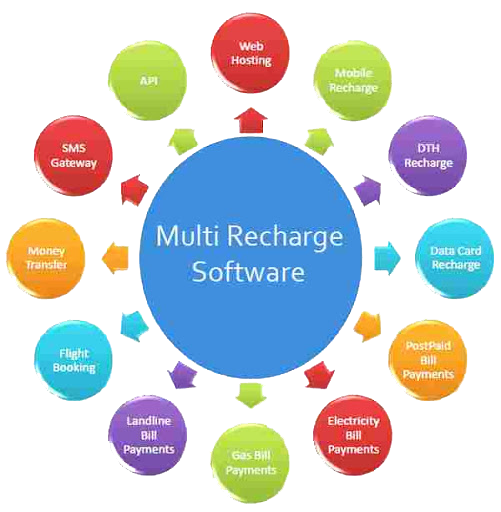 Web
Hosting
Mobile
Recharge
DTH
Recharge
Data Card
Recharge
PostPaid
Bill
Payments
Electricity
Bill
Payments
Gas Bill
Payments
Landline
Bill
Payments
Flight
Booking
Money
Transfer
SMS
Gateway
API
Multi Recharge
Software